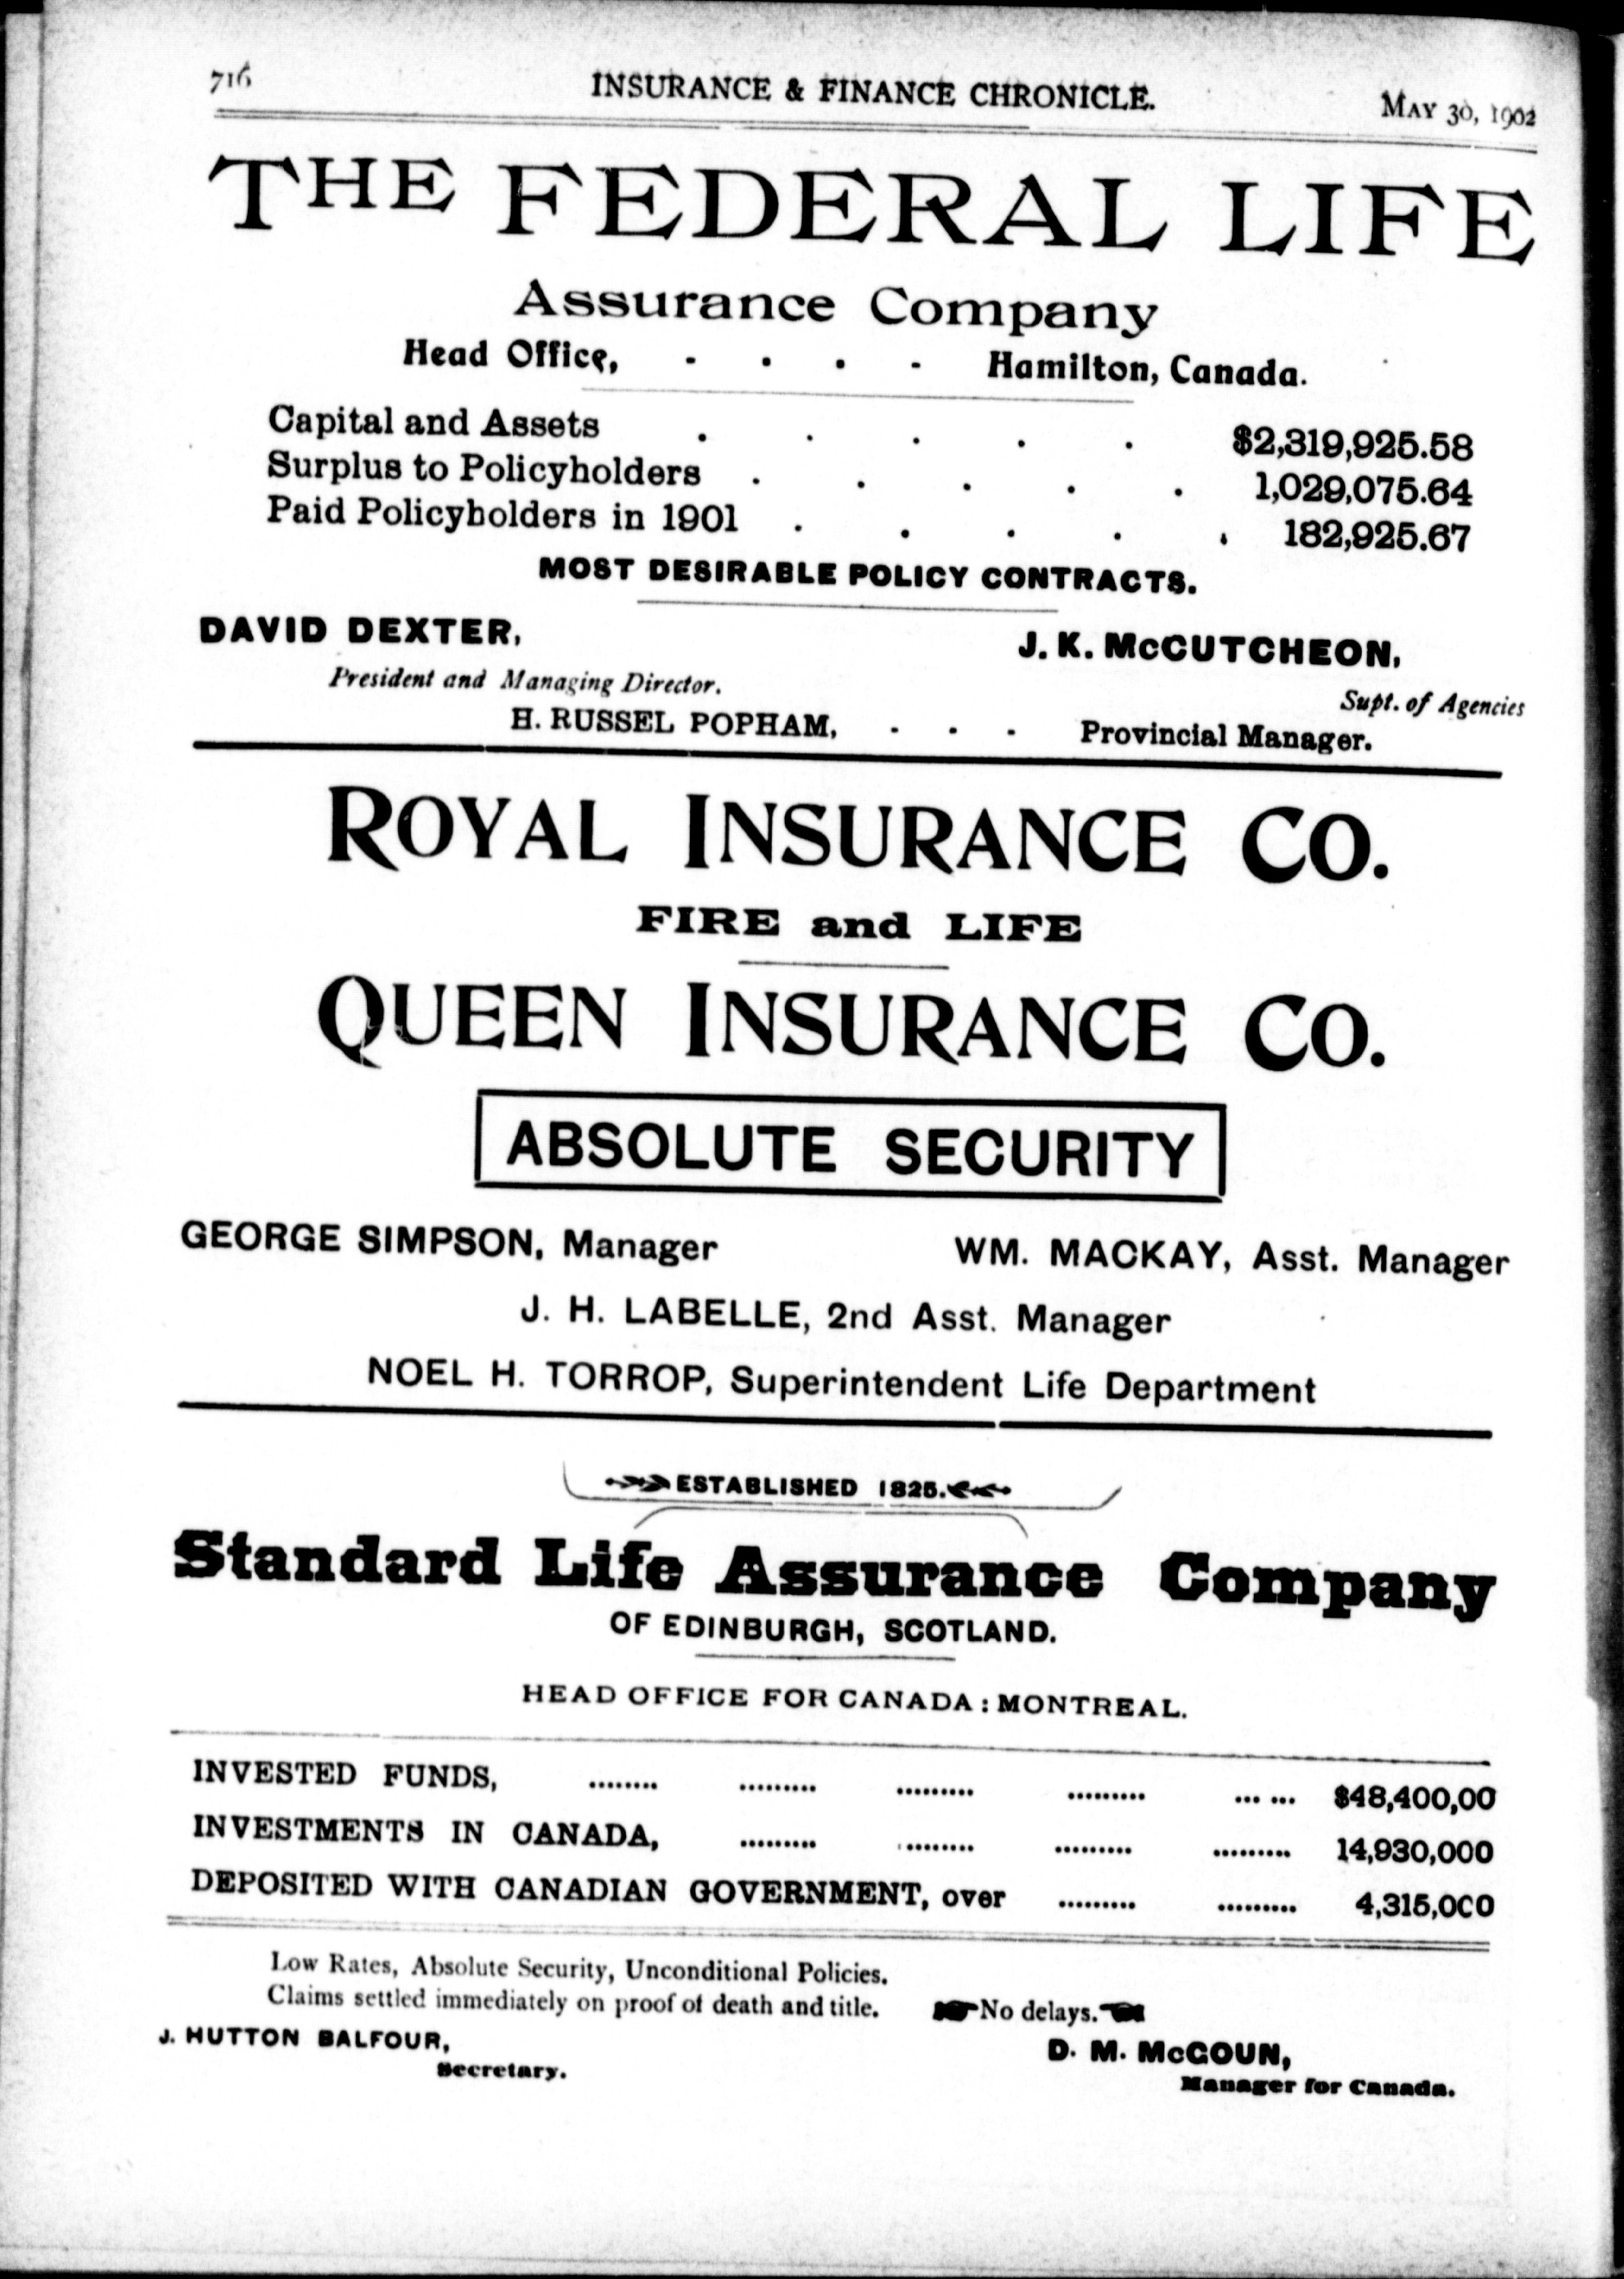 716 INSURANCE & FINANCE CHRONICLE. MAY 30, 1902
THE FEDERAL LIFE
Assurance Company
Head Office, - . . - Hamilton, Canada.
Capital and Assets . . . . . $2,319,925.58
Surplus to Policyholders . . . . . 1,029,075.64
Paid Policyholders in 1901 . . . . . 182,925.67
MOST DESIRABLE POLICY CONTRACTS.
DAVID DEXTER, J. K. McCUTCHEON,
President and Managing Director. Supt. of Agencies
H. RUSSEL POPHAM, - - - Provincial Manager.
ROYAL INSURANCE CO.
FIRE and LIFE
QUEEN INSURANCE CO.
ABSOLUTE SECURITY
GEORGE SIMPSON, Manager WM. MACKAY, Asst. Manager
J. H. LABELLE, 2nd Asst. Manager
NOEL H. TORROP, Superintendent Life Department
ESTABLISHED 1825.
Standard Life Assurance Company
OF EDINBURGH, SCOTLAND.
HEAD OFFICE FOR CANADA : MONTREAL.
INVESTED FUNDS, ........ ......... ......... ......... ... ... $48,400,00
INVESTMENTS IN CANADA, ......... ......... ......... ......... 14,930,000
DEPOSITED WITH CANADIAN GOVERNMENT, over ......... ......... 4,315,000
Low Rates, Absolute Security, Unconditional Policies.
Claims settled immediately on proof of death and title. No delays.
J. HUTTON BALFOUR, D. M. McGOUN,
Secretary. Manager for Canada.